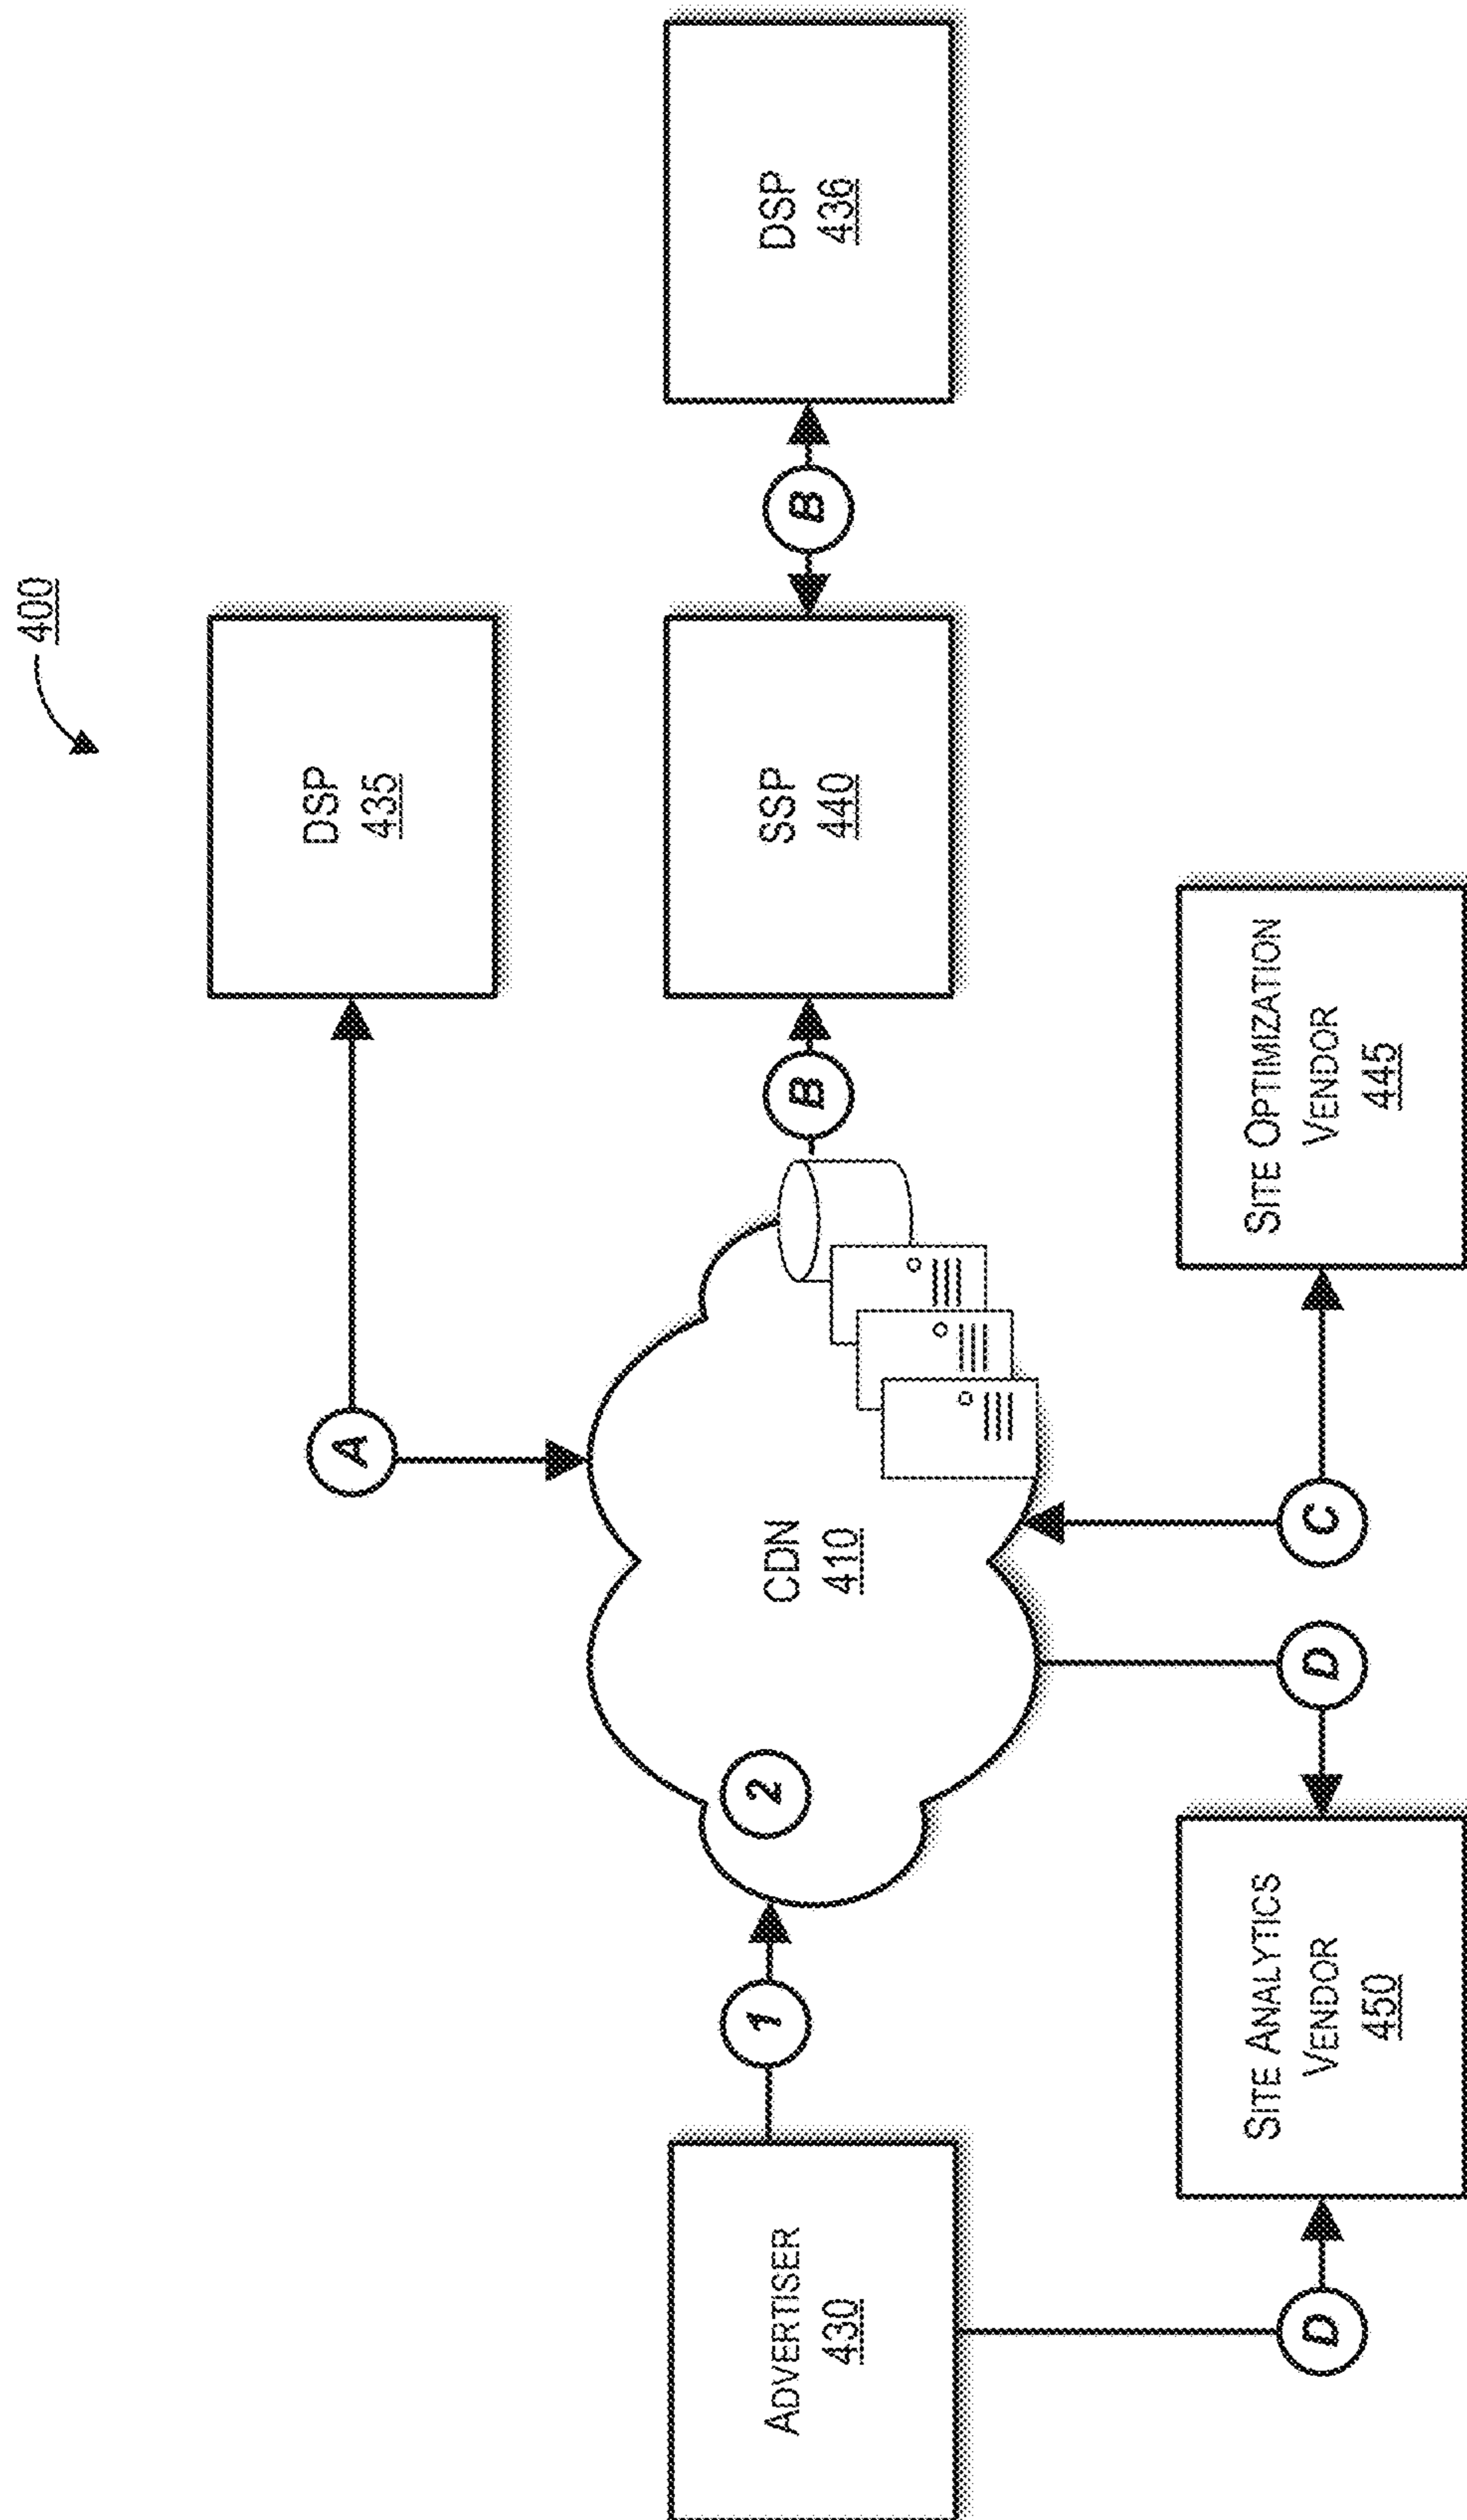 400
DSP
435
A
ADVERTISER
430
1
2
CDN
410
B
SSP
440
B
DSP
436
D
SITE ANALYTICS
VENDOR
450
D
C
SITE OPTIMIZATION
VENDOR
445